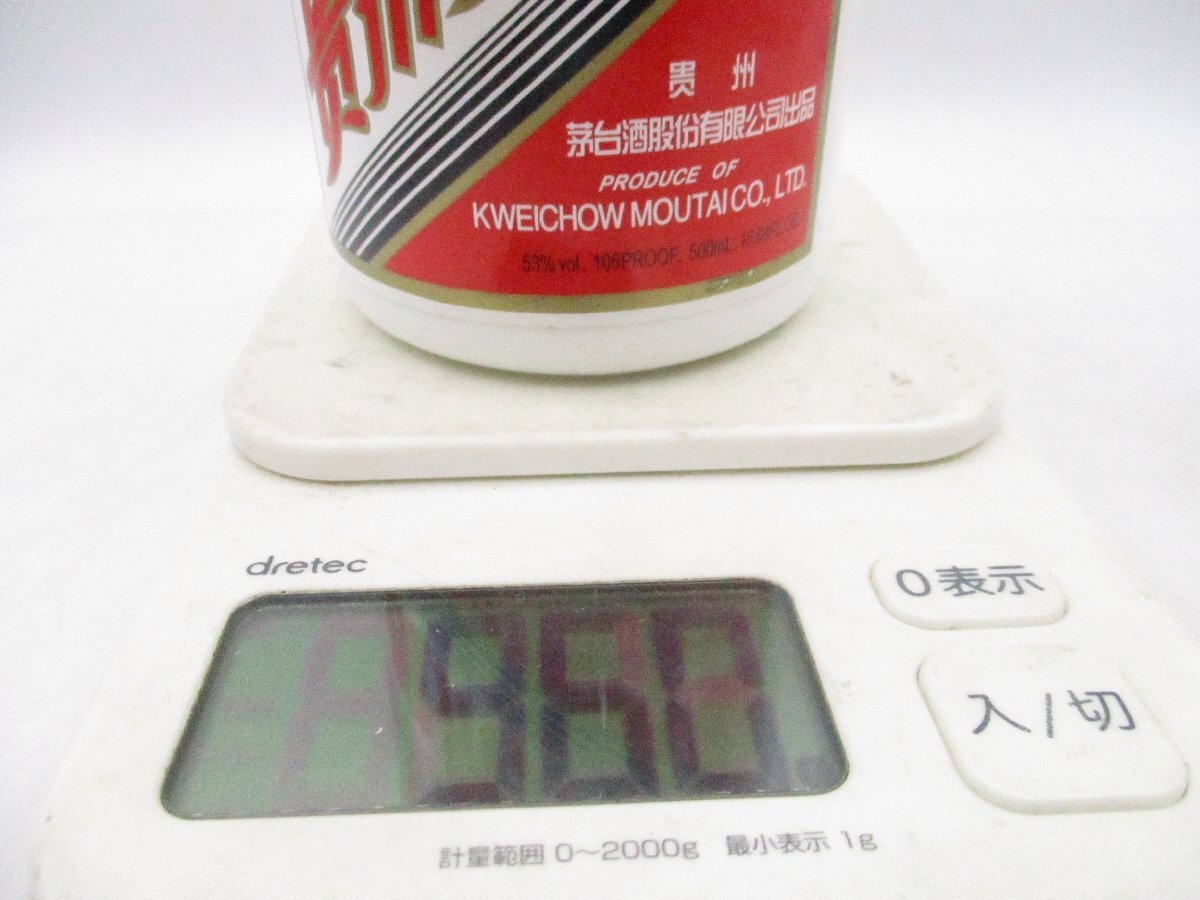 贵州
茅台酒股份有限公司出品
PRODUCE OF
KWEICHOW MOUTAI CO., LTD.
53%vol. 106PROOF. 500mL.
dretec
0表示
入/切
計量範囲 0～2000g 最小表示 1g